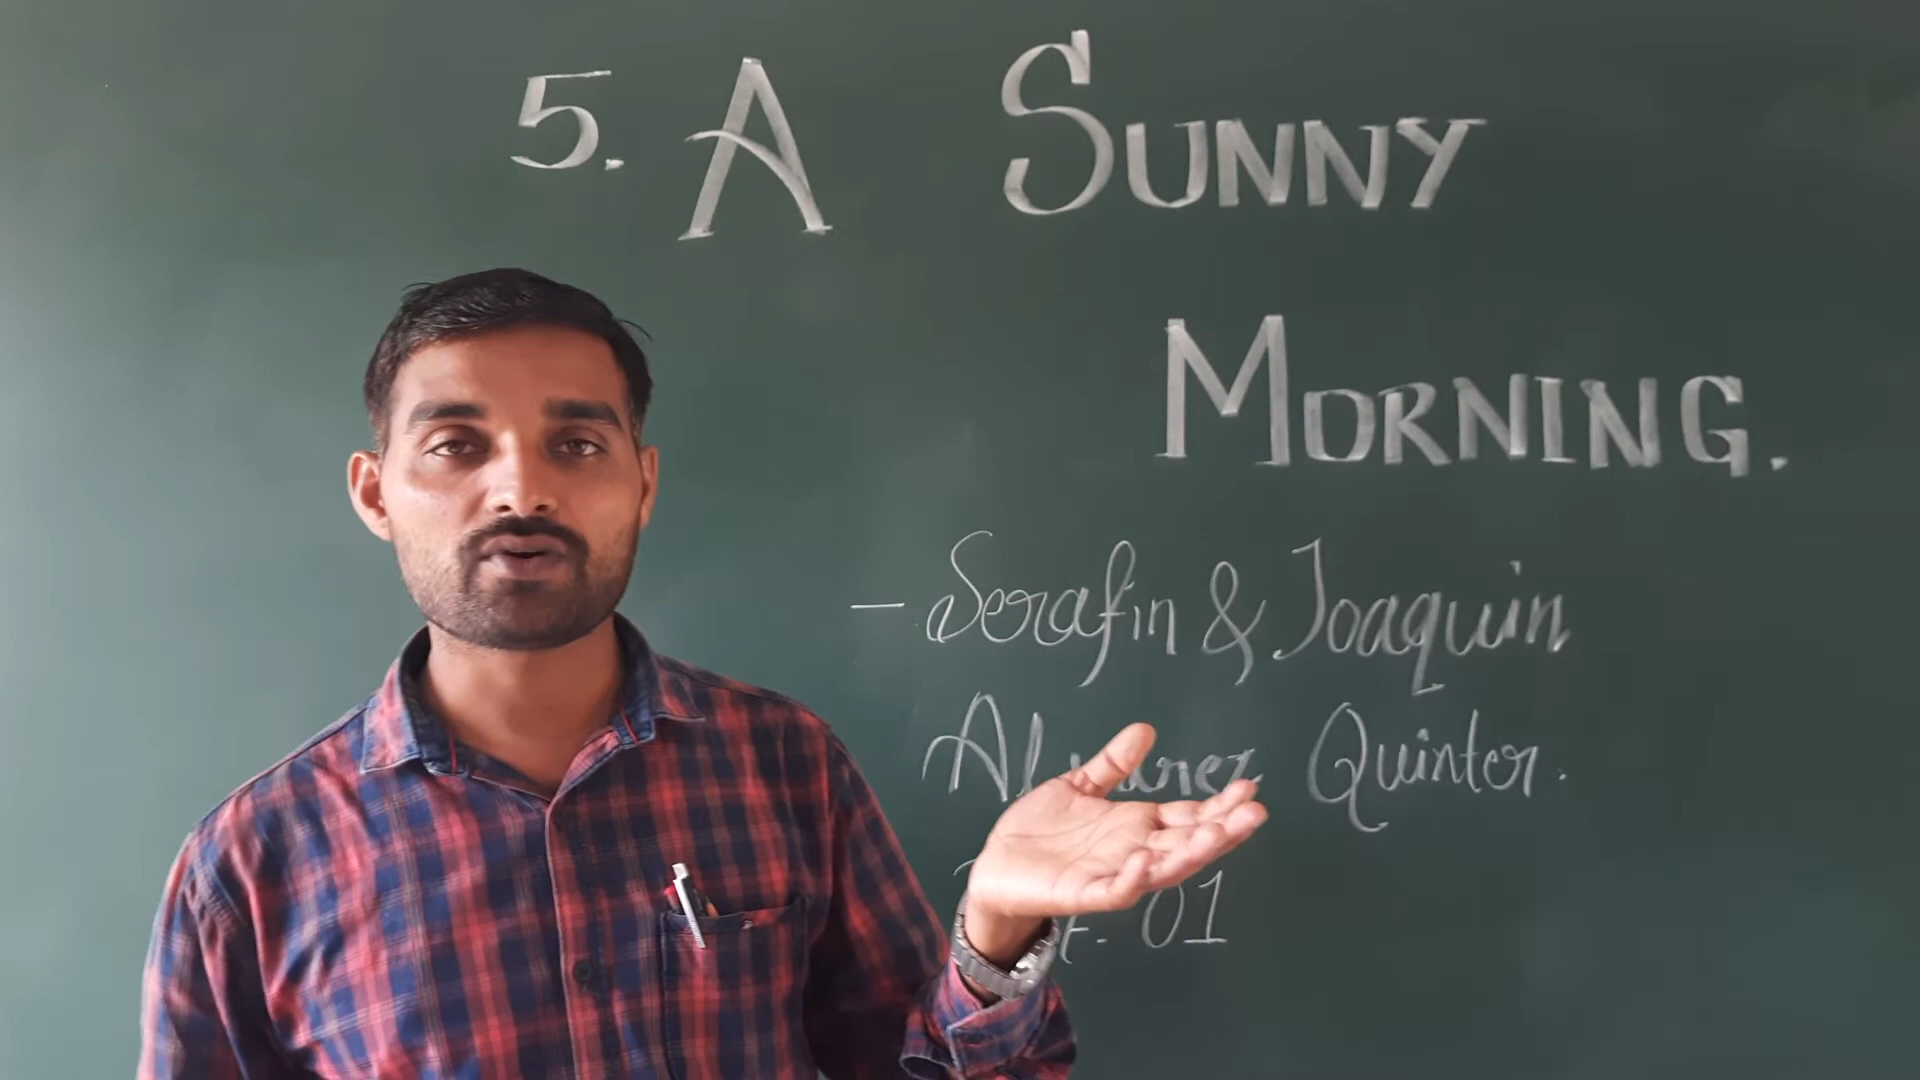 5. A SUNNY
MORNING.
- Serafin & Joaquin
Quinter.
01